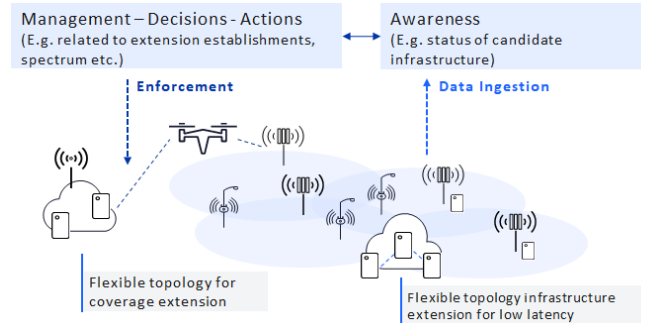 Management – Decisions - Actions
(E.g. related to extension establishments,
spectrum etc.)
Awareness
(E.g. status of candidate
infrastructure)
Enforcement
Data Ingestion
Flexible topology for
coverage extension
Flexible topology infrastructure
extension for low latency